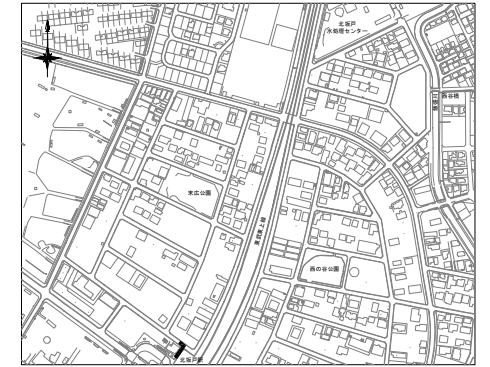 北坂戸
水処理センター
西谷橋
末広公園
東武東上線
西の谷公園
北坂戸駅